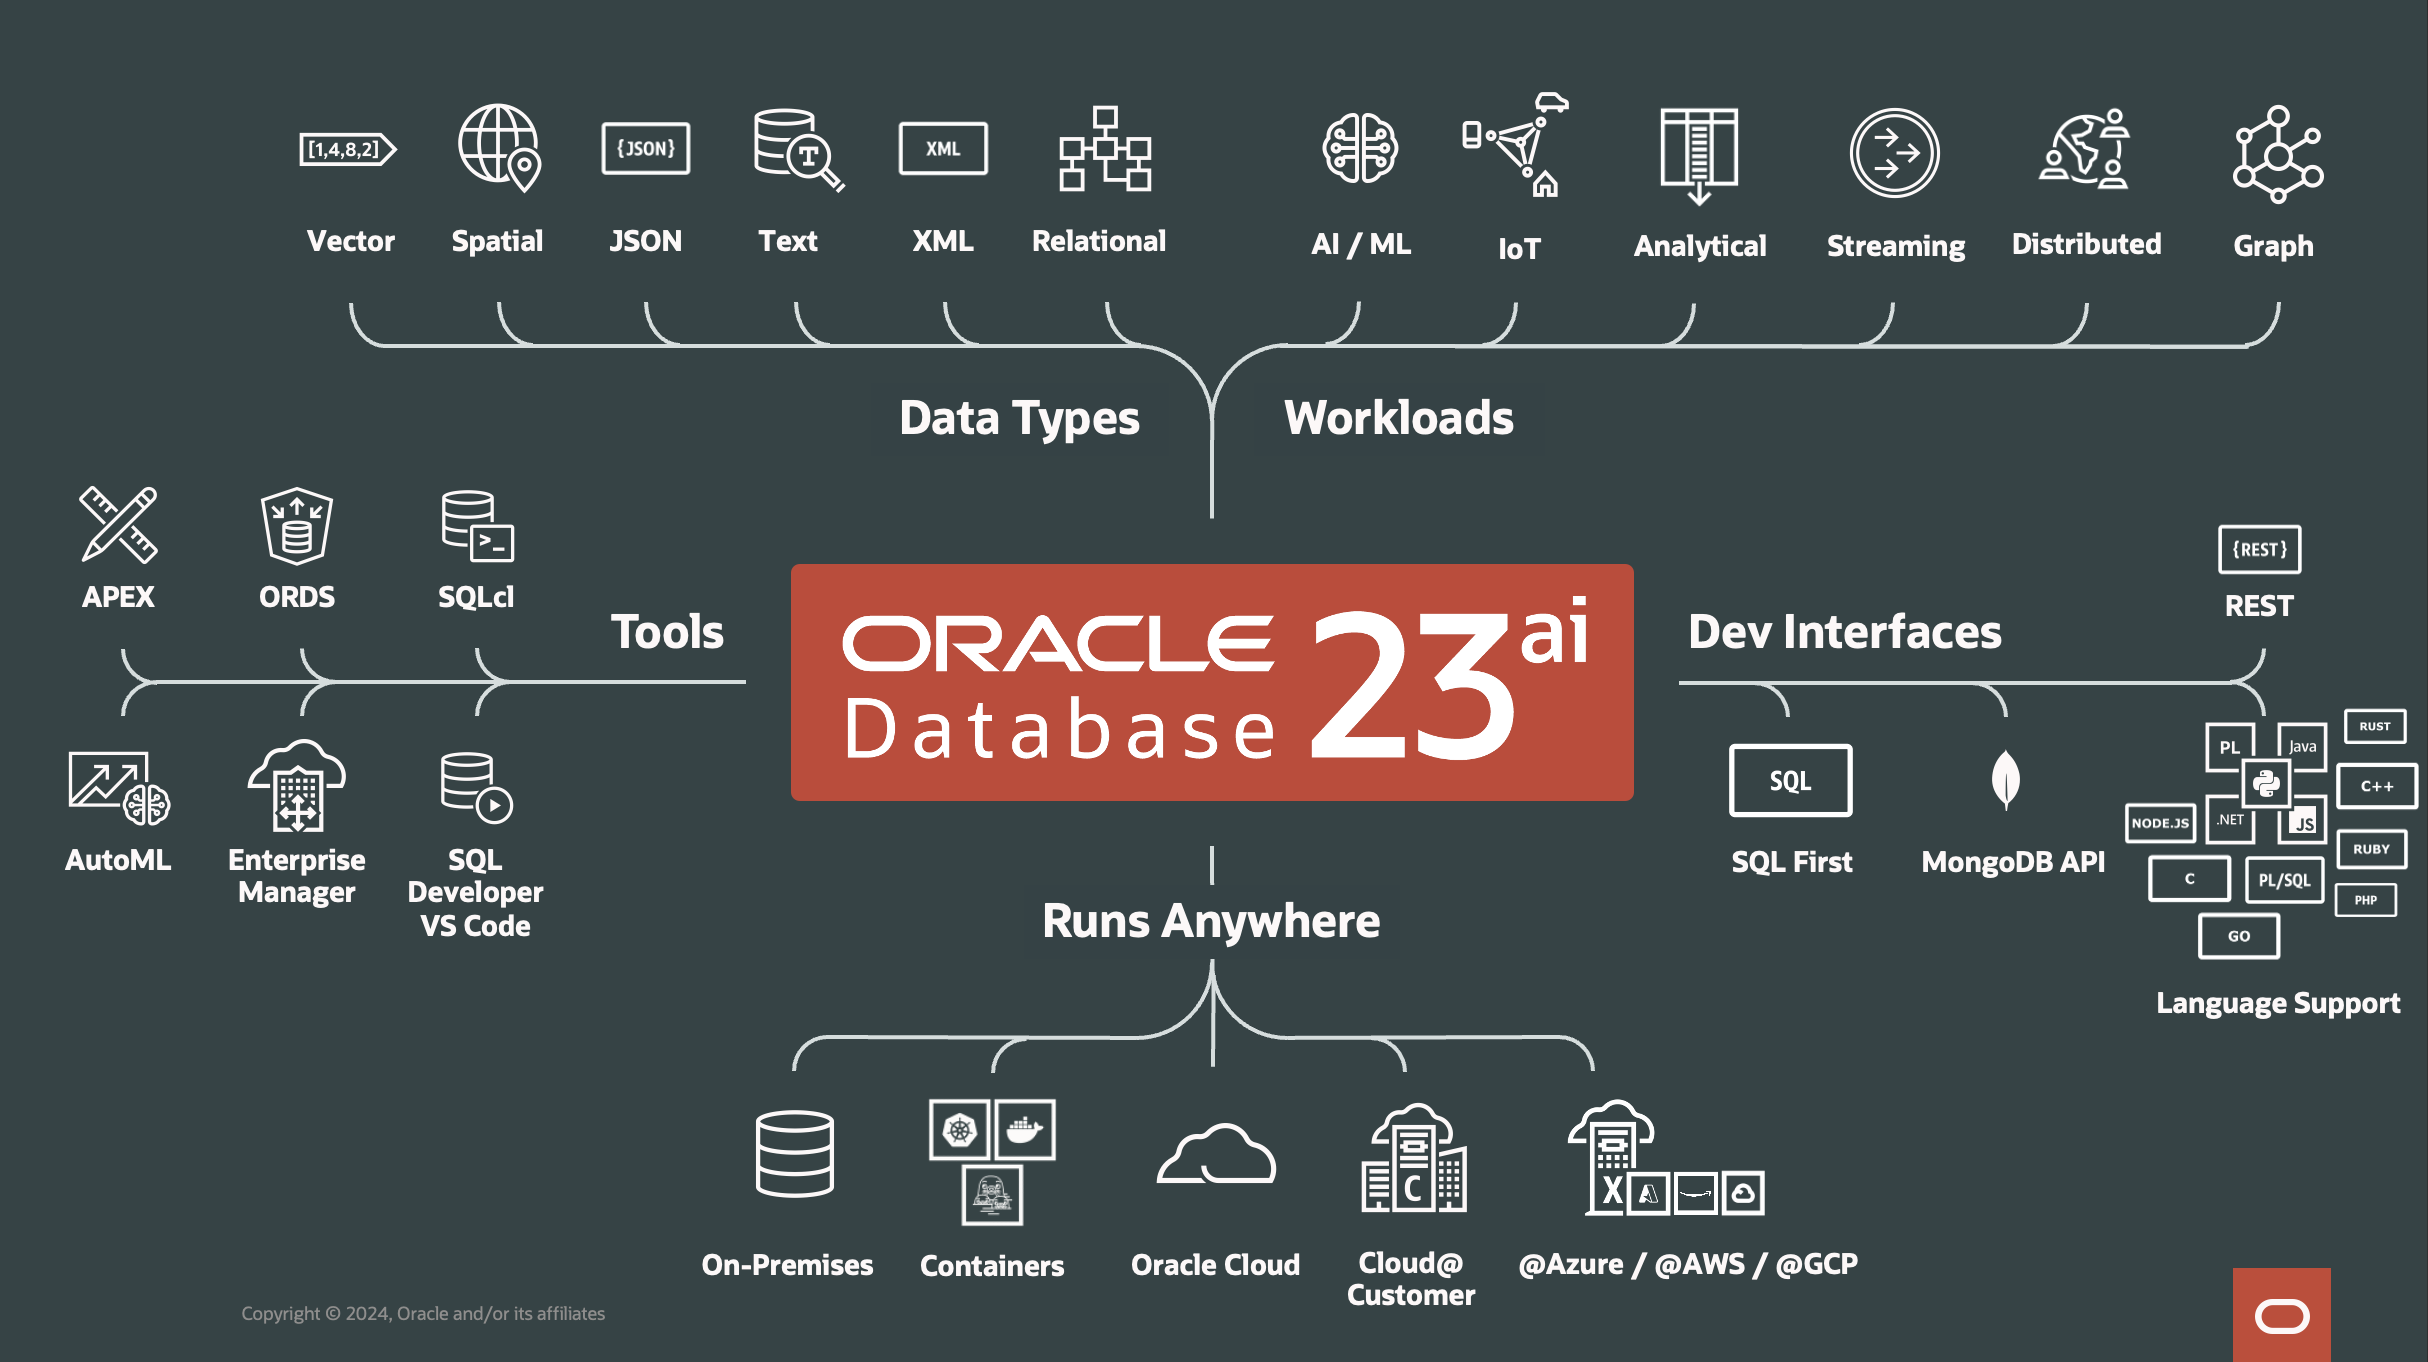 [1,4,8,2]
{JSON}
T
XML
Vector
Spatial
JSON
Text
XML
Relational
AI / ML
IoT
Analytical
Streaming
Distributed
Graph
Data Types
Workloads
>_
APEX
ORDS
SQLcl
Tools
AutoML
Enterprise
Manager
SQL
Developer
VS Code
ORACLE
Database
23ai
Dev Interfaces
{REST}
REST
SQL
SQL First
MongoDB API
PL
Java
RUST
C++
NODE.JS
.NET
JS
RUBY
C
PL/SQL
PHP
GO
Language Support
Runs Anywhere
C
X
On-Premises
Containers
Oracle Cloud
Cloud@
Customer
@Azure / @AWS / @GCP
Copyright © 2024, Oracle and/or its affiliates